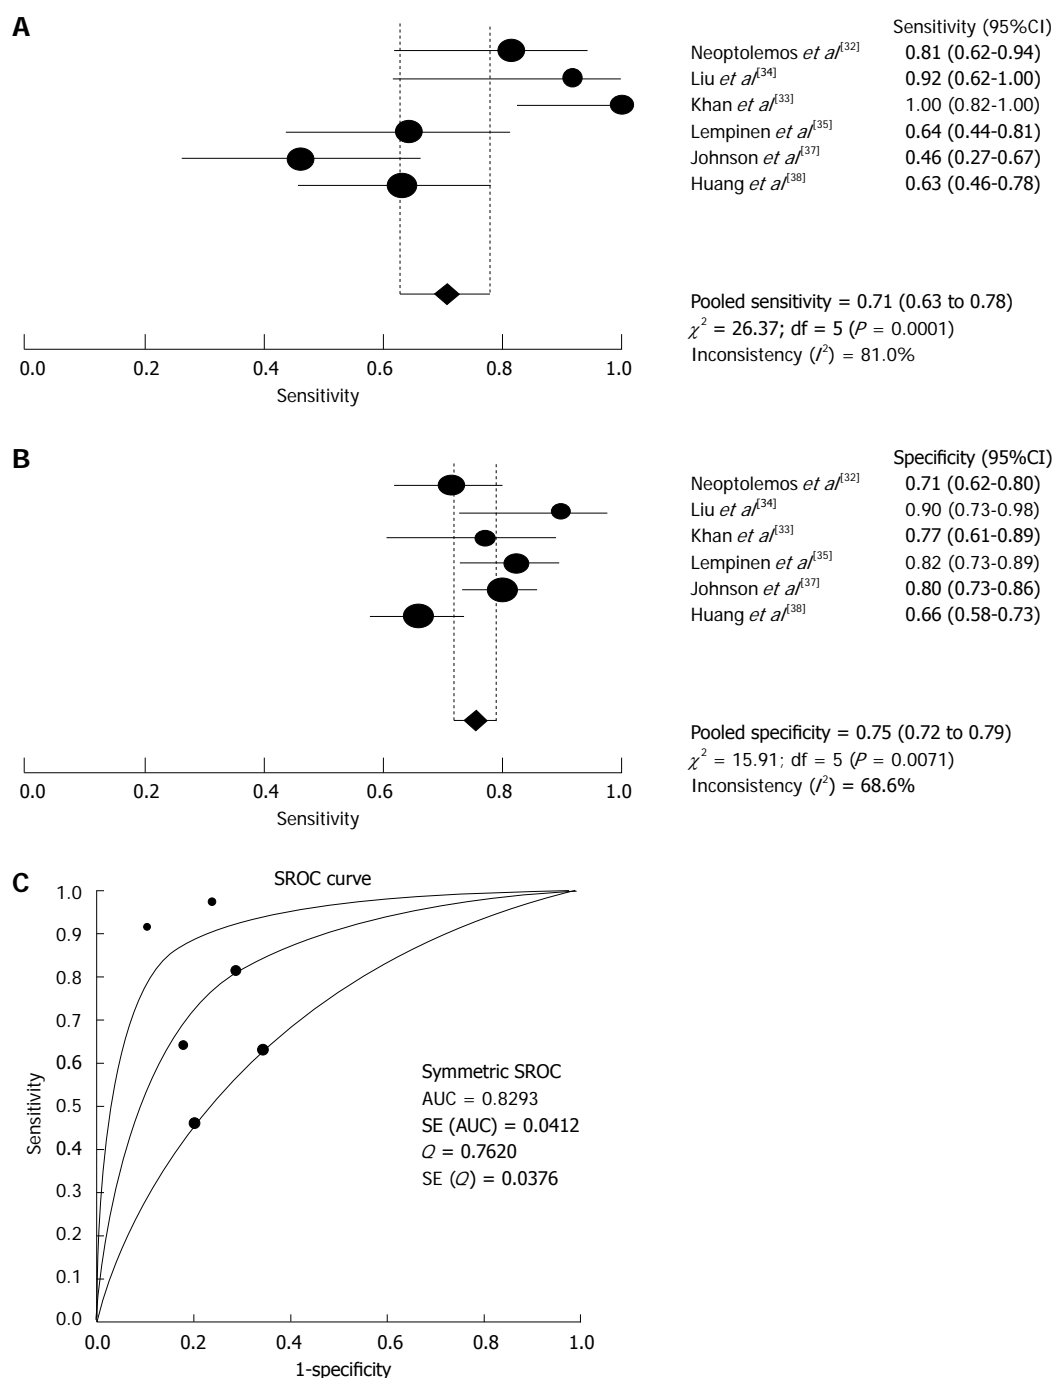 A
Sensitivity (95%CI)
Neoptolemos et al[32] 0.81 (0.62-0.94)
Liu et al[34] 0.92 (0.62-1.00)
Khan et al[33] 1.00 (0.82-1.00)
Lempinen et al[35] 0.64 (0.44-0.81)
Johnson et al[37] 0.46 (0.27-0.67)
Huang et al[38] 0.63 (0.46-0.78)
Pooled sensitivity = 0.71 (0.63 to 0.78)
χ2 = 26.37; df = 5 (P = 0.0001)
Inconsistency (I2) = 81.0%
0.0 0.2 0.4 0.6 0.8 1.0
Sensitivity
B
Specificity (95%CI)
Neoptolemos et al[32] 0.71 (0.62-0.80)
Liu et al[34] 0.90 (0.73-0.98)
Khan et al[33] 0.77 (0.61-0.89)
Lempinen et al[35] 0.82 (0.73-0.89)
Johnson et al[37] 0.80 (0.73-0.86)
Huang et al[38] 0.66 (0.58-0.73)
Pooled specificity = 0.75 (0.72 to 0.79)
χ2 = 15.91; df = 5 (P = 0.0071)
Inconsistency (I2) = 68.6%
0.0 0.2 0.4 0.6 0.8 1.0
Sensitivity
C
SROC curve
1.0
0.9
0.8
0.7
0.6
0.5
0.4
0.3
0.2
0.1
0.0
Sensitivity
Symmetric SROC
AUC = 0.8293
SE (AUC) = 0.0412
Q = 0.7620
SE (Q) = 0.0376
0.0 0.2 0.4 0.6 0.8 1.0
1-specificity